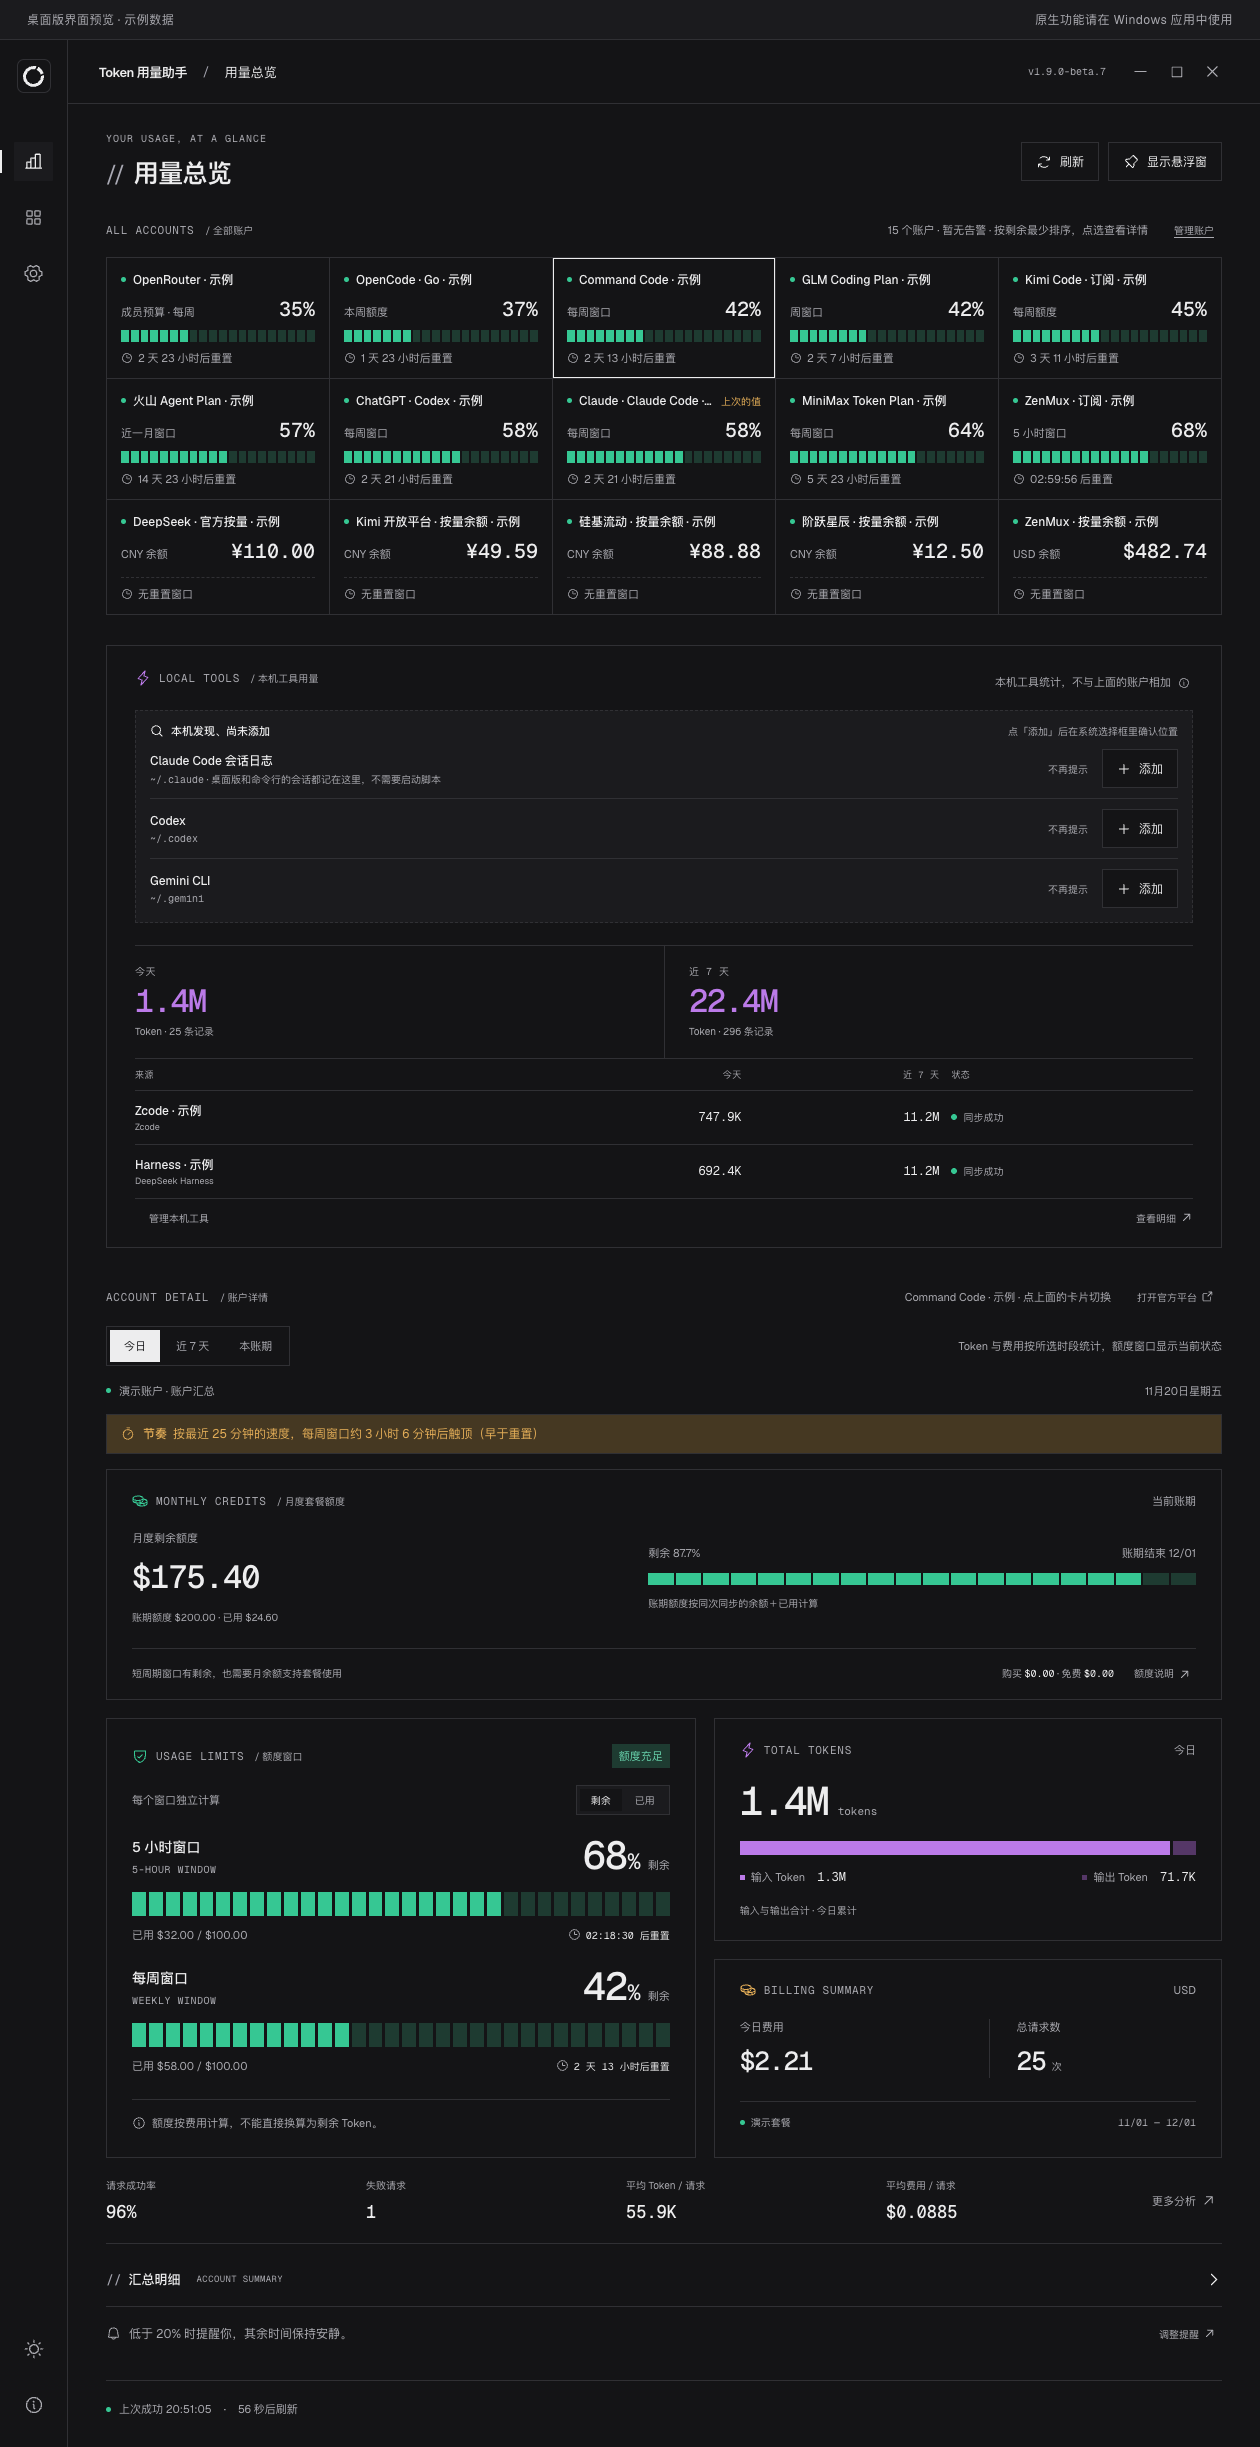 桌面版界面预览 · 示例数据
原生功能请在 Windows 应用中使用
Token 用量助手 / 用量总览
v1.9.0-beta.7
YOUR USAGE, AT A GLANCE
// 用量总览
刷新
显示悬浮窗
ALL ACCOUNTS / 全部账户
15 个账户 · 暂无告警 · 按剩余最少排序，点选查看详情
管理账户
OpenRouter · 示例
成员预算 · 每周 35%
2 天 23 小时后重置
OpenCode · Go · 示例
本周额度 37%
1 天 23 小时后重置
Command Code · 示例
每周窗口 42%
2 天 13 小时后重置
GLM Coding Plan · 示例
周窗口 42%
2 天 7 小时后重置
Kimi Code · 订阅 · 示例
每周额度 45%
3 天 11 小时后重置
火山 Agent Plan · 示例
近一月窗口 57%
14 天 23 小时后重置
ChatGPT · Codex · 示例
每周窗口 58%
2 天 21 小时后重置
Claude · Claude Code ·... 上次的值
每周窗口 58%
2 天 21 小时后重置
MiniMax Token Plan · 示例
每周窗口 64%
5 天 23 小时后重置
ZenMux · 订阅 · 示例
5 小时窗口 68%
02:59:56 后重置
DeepSeek · 官方按量 · 示例
CNY 余额 ¥110.00
无重置窗口
Kimi 开放平台 · 按量余额 · 示例
CNY 余额 ¥49.59
无重置窗口
硅基流动 · 按量余额 · 示例
CNY 余额 ¥88.88
无重置窗口
阶跃星辰 · 按量余额 · 示例
CNY 余额 ¥12.50
无重置窗口
ZenMux · 按量余额 · 示例
USD 余额 $482.74
无重置窗口
LOCAL TOOLS / 本机工具用量
本机工具统计，不与上面的账户相加
本机发现、尚未添加
点「添加」后在系统选择框里确认位置
Claude Code 会话日志
~/.claude · 桌面版和命令行的会话都记在这里，不需要启动脚本
不再提示
添加
Codex
~/.codex
不再提示
添加
Gemini CLI
~/.gemini
不再提示
添加
今天
1.4M
Token · 25 条记录
近 7 天
22.4M
Token · 296 条记录
来源 今天 近 7 天 状态
Zcode · 示例
Zcode
747.9K 11.2M 同步成功
Harness · 示例
DeepSeek Harness
692.4K 11.2M 同步成功
管理本机工具
查看明细
ACCOUNT DETAIL / 账户详情
Command Code · 示例 · 点上面的卡片切换
打开官方平台
今日 近 7 天 本账期
Token 与费用按所选时段统计，额度窗口显示当前状态
演示账户 · 账户汇总
11月20日星期五
节奏 按最近 25 分钟的速度，每周窗口约 3 小时 6 分钟后触顶（早于重置）
MONTHLY CREDITS / 月度套餐额度
当前账期
月度剩余额度
$175.40
账期额度 $200.00 · 已用 $24.60
剩余 87.7%
账期结束 12/01
账期额度按同次同步的余额＋已用计算
短周期窗口有剩余，也需要月余额支持套餐使用
购买 $0.00 · 免费 $0.00
额度说明
USAGE LIMITS / 额度窗口
额度充足
每个窗口独立计算
剩余 已用
5 小时窗口
5-HOUR WINDOW
68% 剩余
已用 $32.00 / $100.00
02:18:30 后重置
每周窗口
WEEKLY WINDOW
42% 剩余
已用 $58.00 / $100.00
2 天 13 小时后重置
额度按费用计算，不能直接换算为剩余 Token。
TOTAL TOKENS
今日
1.4M tokens
输入 Token 1.3M
输出 Token 71.7K
输入与输出合计 · 今日累计
BILLING SUMMARY
USD
今日费用
$2.21
总请求数
25 次
演示套餐
11/01 — 12/01
请求成功率
96%
失败请求
1
平均 Token / 请求
55.9K
平均费用 / 请求
$0.0885
更多分析
// 汇总明细 ACCOUNT SUMMARY
低于 20% 时提醒你，其余时间保持安静。
调整提醒
上次成功 20:51:05 · 56 秒后刷新